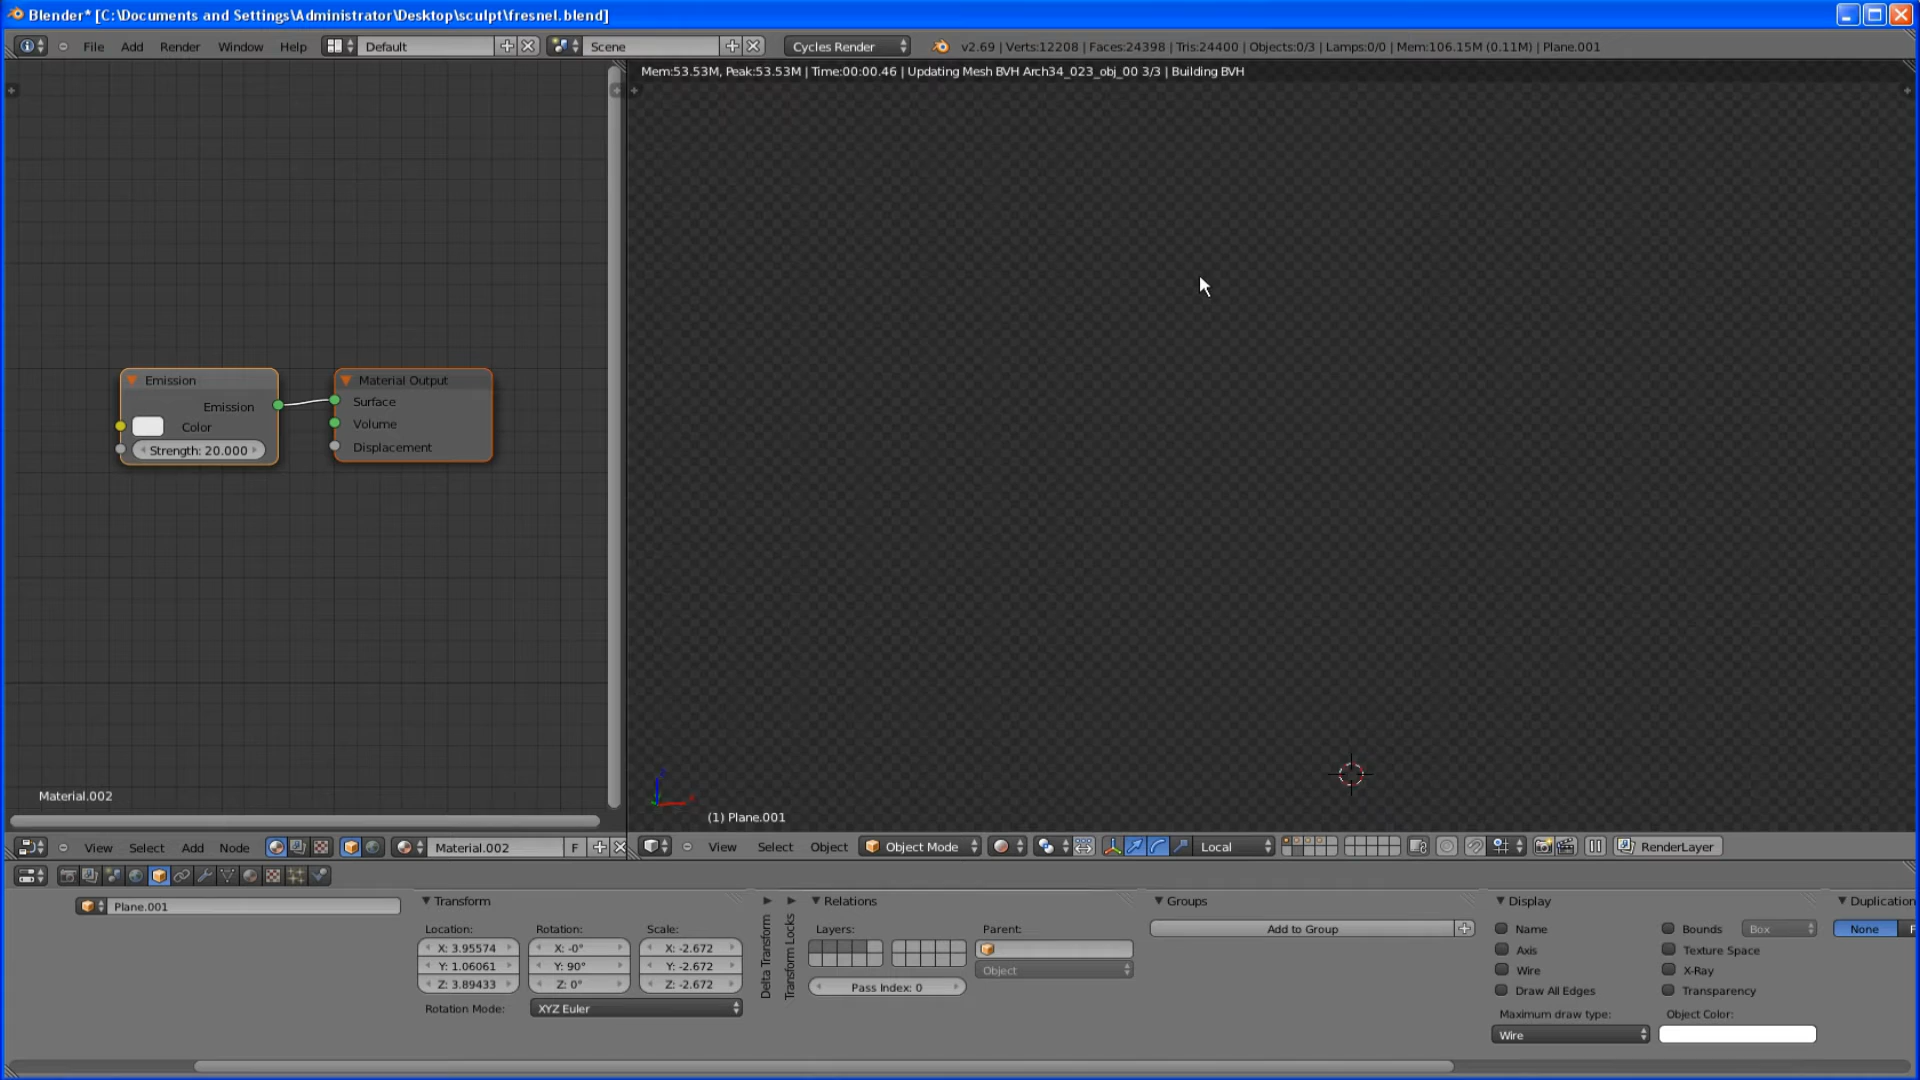 Blender* [C:\Documents and Settings\Administrator\Desktop\sculpt\fresnel.blend]
File Add Render Window Help Default Scene Cycles Render v2.69 | Verts:12208 | Faces:24398 | Tris:24400 | Objects:0/3 | Lamps:0/0 | Mem:106.15M (0.11M) | Plane.001
Mem:53.53M, Peak:53.53M | Time:00:00.46 | Updating Mesh BVH Arch34_023_obj_00 3/3 | Building BVH
Emission
Emission
Color
Strength: 20.000
Material Output
Surface
Volume
Displacement
Material.002
(1) Plane.001
View Select Add Node Material.002 F
View Select Object Object Mode Local RenderLayer
Plane.001
Transform
Location: Rotation: Scale:
X: 3.95574 X: -0° X: -2.672
Y: 1.06061 Y: 90° Y: -2.672
Z: 3.89433 Z: 0° Z: -2.672
Rotation Mode: XYZ Euler
Delta Transform
Transform Locks
Relations
Layers: Parent:
Object
Pass Index: 0
Groups
Add to Group
Display
Name Bounds Box
Axis Texture Space
Wire X-Ray
Draw All Edges Transparency
Maximum draw type: Object Color:
Wire
Duplication
None